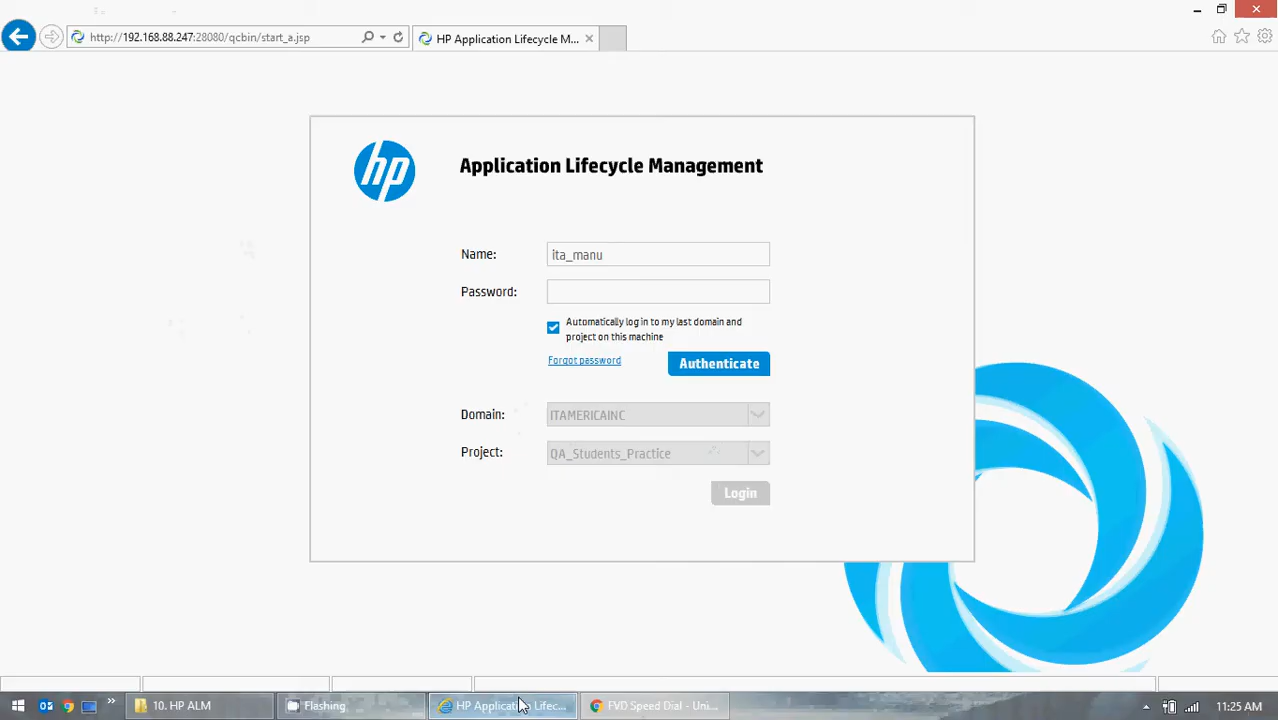 http://192.168.88.247:28080/qcbin/start_a.jsp
HP Application Lifecycle M...
hp
Application Lifecycle Management
Name:
ita_manu
Password:
Automatically log in to my last domain and
project on this machine
Forgot password
Authenticate
Domain:
ITAMERICAINC
Project:
QA_Students_Practice
Login
10. HP ALM
Flashing
HP Application Lifec...
FVD Speed Dial - Uni...
11:25 AM